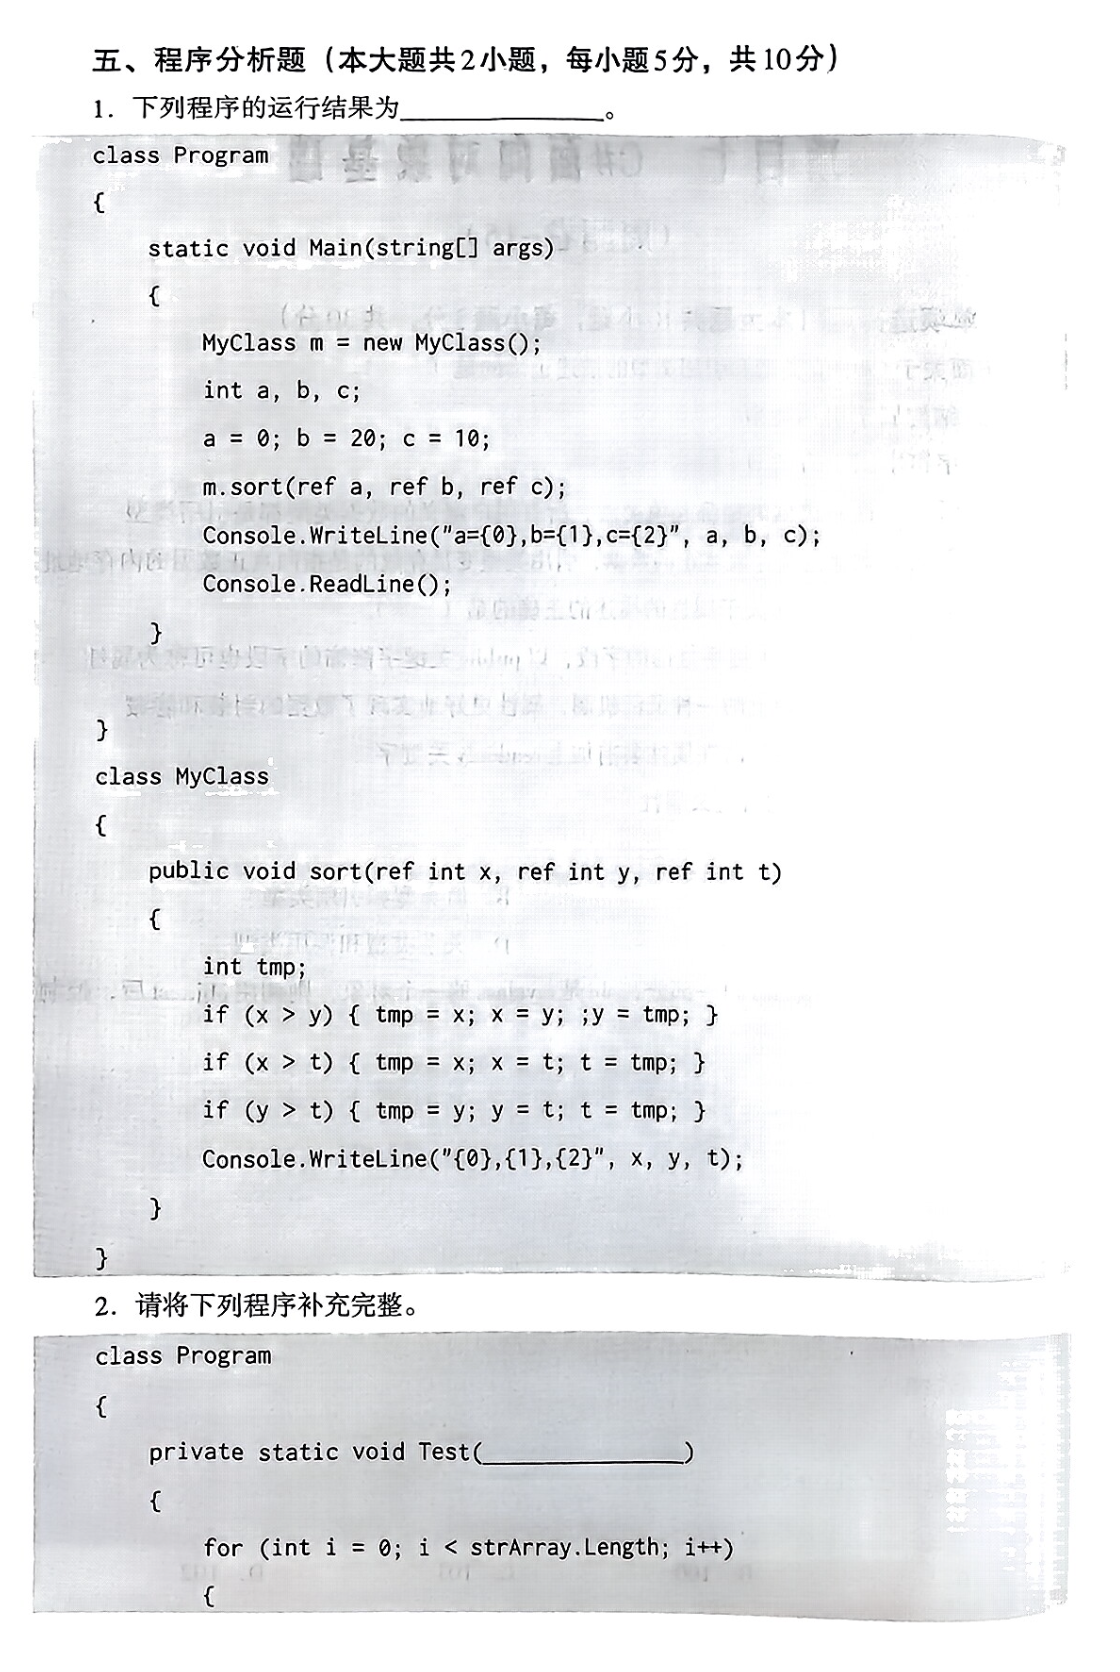 五、程序分析题（本大题共2小题，每小题5分，共10分）
1. 下列程序的运行结果为______________。
class Program
{
static void Main(string[] args)
{
MyClass m = new MyClass();
int a, b, c;
a = 0; b = 20; c = 10;
m.sort(ref a, ref b, ref c);
Console.WriteLine("a={0},b={1},c={2}", a, b, c);
Console.ReadLine();
}
}
class MyClass
{
public void sort(ref int x, ref int y, ref int t)
{
int tmp;
if (x > y) { tmp = x; x = y; ;y = tmp; }
if (x > t) { tmp = x; x = t; t = tmp; }
if (y > t) { tmp = y; y = t; t = tmp; }
Console.WriteLine("{0},{1},{2}", x, y, t);
}
}
2. 请将下列程序补充完整。
class Program
{
private static void Test(______________)
{
for (int i = 0; i < strArray.Length; i++)
{